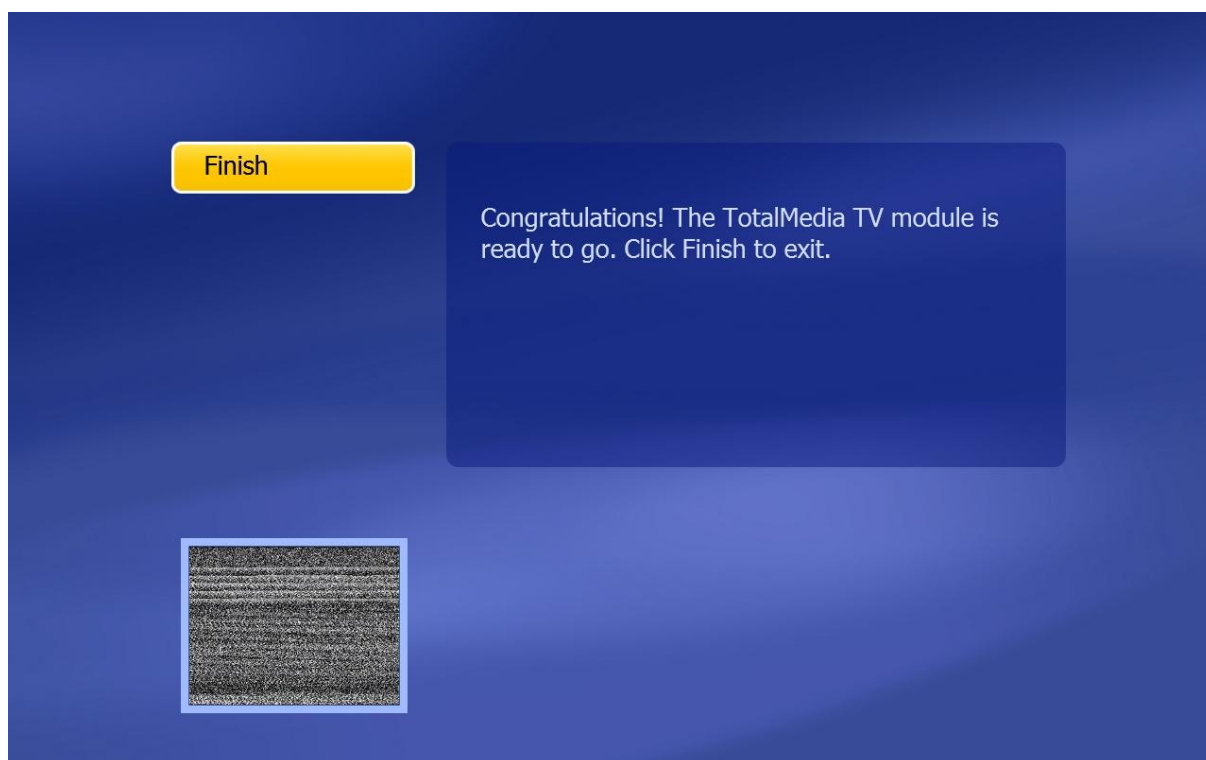 Finish
Congratulations! The TotalMedia TV module is
ready to go. Click Finish to exit.